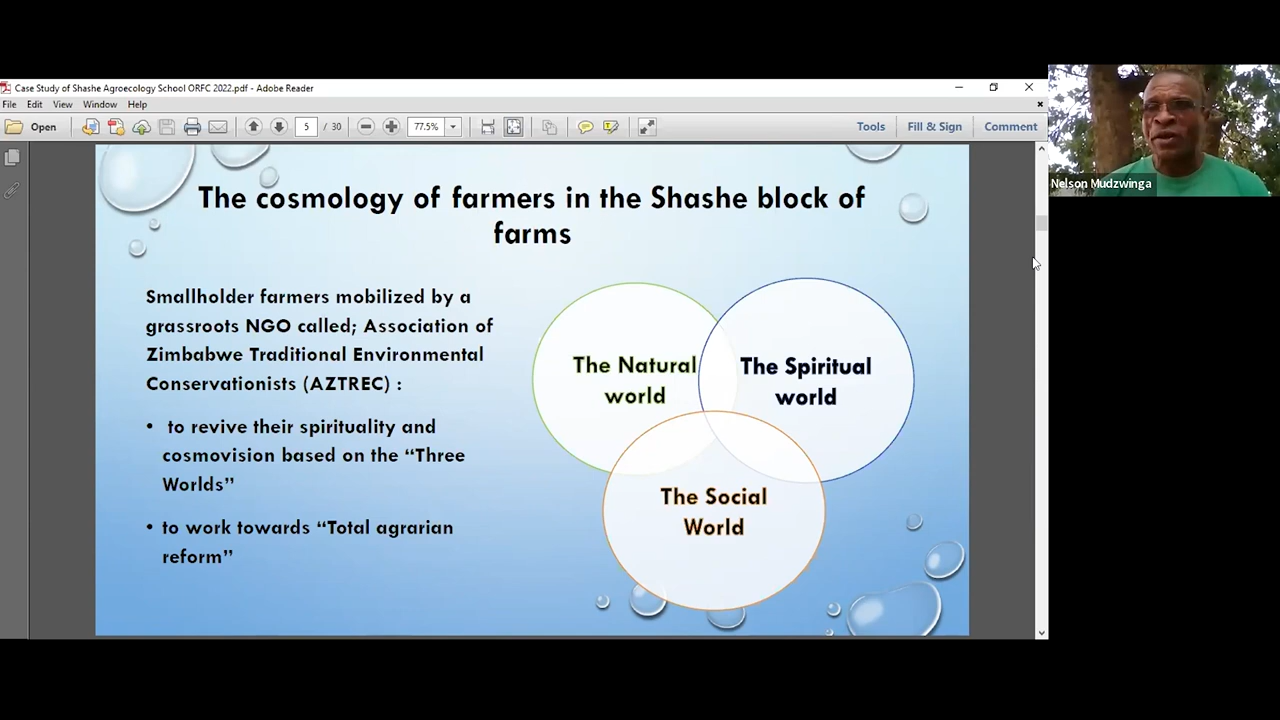 Case Study of Shashe Agroecology School ORFC 2022.pdf - Adobe Reader
File Edit View Window Help
Open 5 / 30 77.5% Tools Fill & Sign Comment
Nelson Mudzwinga
The cosmology of farmers in the Shashe block of
farms
Smallholder farmers mobilized by a
grassroots NGO called; Association of
Zimbabwe Traditional Environmental
Conservationists (AZTREC) :
• to revive their spirituality and
cosmovision based on the “Three
Worlds”
• to work towards “Total agrarian
reform”
The Natural
world
The Spiritual
world
The Social
World